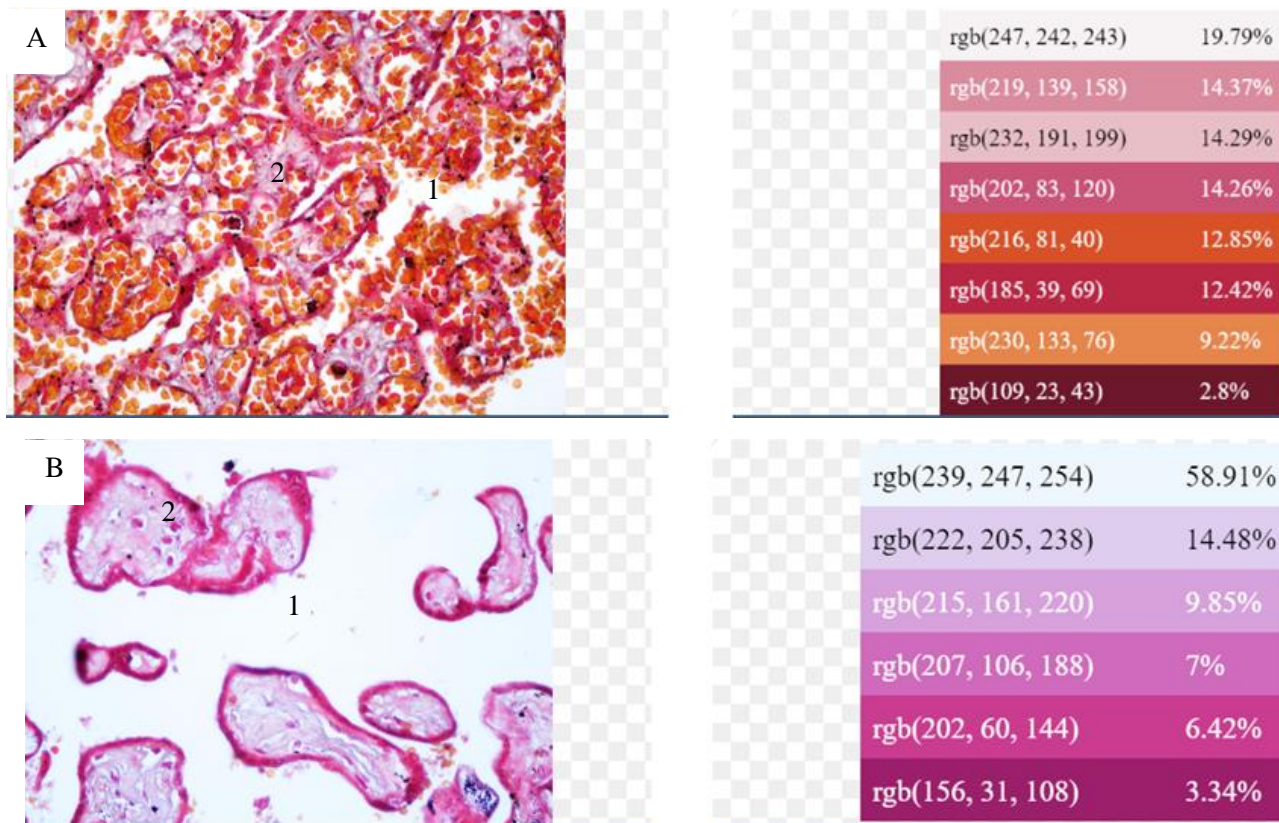 A
2
1
rgb(247, 242, 243) 19.79%
rgb(219, 139, 158) 14.37%
rgb(232, 191, 199) 14.29%
rgb(202, 83, 120) 14.26%
rgb(216, 81, 40) 12.85%
rgb(185, 39, 69) 12.42%
rgb(230, 133, 76) 9.22%
rgb(109, 23, 43) 2.8%
B
2
1
rgb(239, 247, 254) 58.91%
rgb(222, 205, 238) 14.48%
rgb(215, 161, 220) 9.85%
rgb(207, 106, 188) 7%
rgb(202, 60, 144) 6.42%
rgb(156, 31, 108) 3.34%